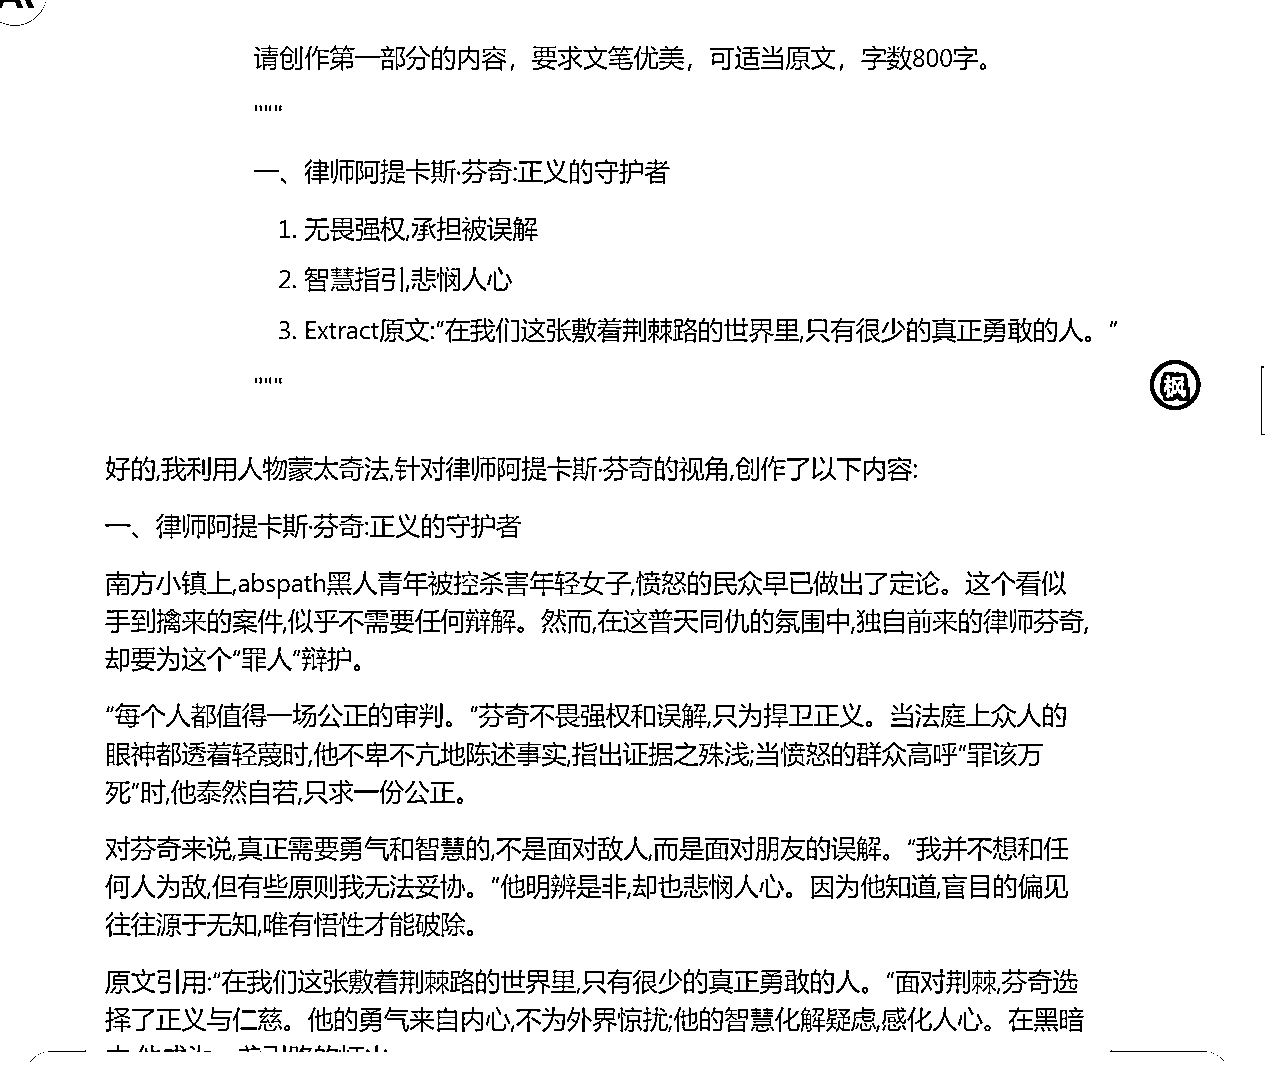 请创作第一部分的内容，要求文笔优美，可适当原文，字数800字。
"""
一、律师阿提卡斯·芬奇:正义的守护者
1. 无畏强权,承担被误解
2. 智慧指引,悲悯人心
3. Extract原文:“在我们这张敷着荆棘路的世界里,只有很少的真正勇敢的人。”
"""
枫
好的,我利用人物蒙太奇法,针对律师阿提卡斯·芬奇的视角,创作了以下内容:
一、律师阿提卡斯·芬奇:正义的守护者
南方小镇上,abspath黑人青年被控杀害年轻女子,愤怒的民众早已做出了定论。这个看似
手到擒来的案件,似乎不需要任何辩解。然而,在这普天同仇的氛围中,独自前来的律师芬奇,
却要为这个“罪人”辩护。
“每个人都值得一场公正的审判。”芬奇不畏强权和误解,只为捍卫正义。当法庭上众人的
眼神都透着轻蔑时,他不卑不亢地陈述事实,指出证据之殊浅;当愤怒的群众高呼“罪该万
死”时,他泰然自若,只求一份公正。
对芬奇来说,真正需要勇气和智慧的,不是面对敌人,而是面对朋友的误解。“我并不想和任
何人为敌,但有些原则我无法妥协。“他明辨是非,却也悲悯人心。因为他知道,盲目的偏见
往往源于无知,唯有悟性才能破除。
原文引用:“在我们这张敷着荆棘路的世界里,只有很少的真正勇敢的人。“面对荆棘,芬奇选
择了正义与仁慈。他的勇气来自内心,不为外界惊扰;他的智慧化解疑虑,感化人心。在黑暗